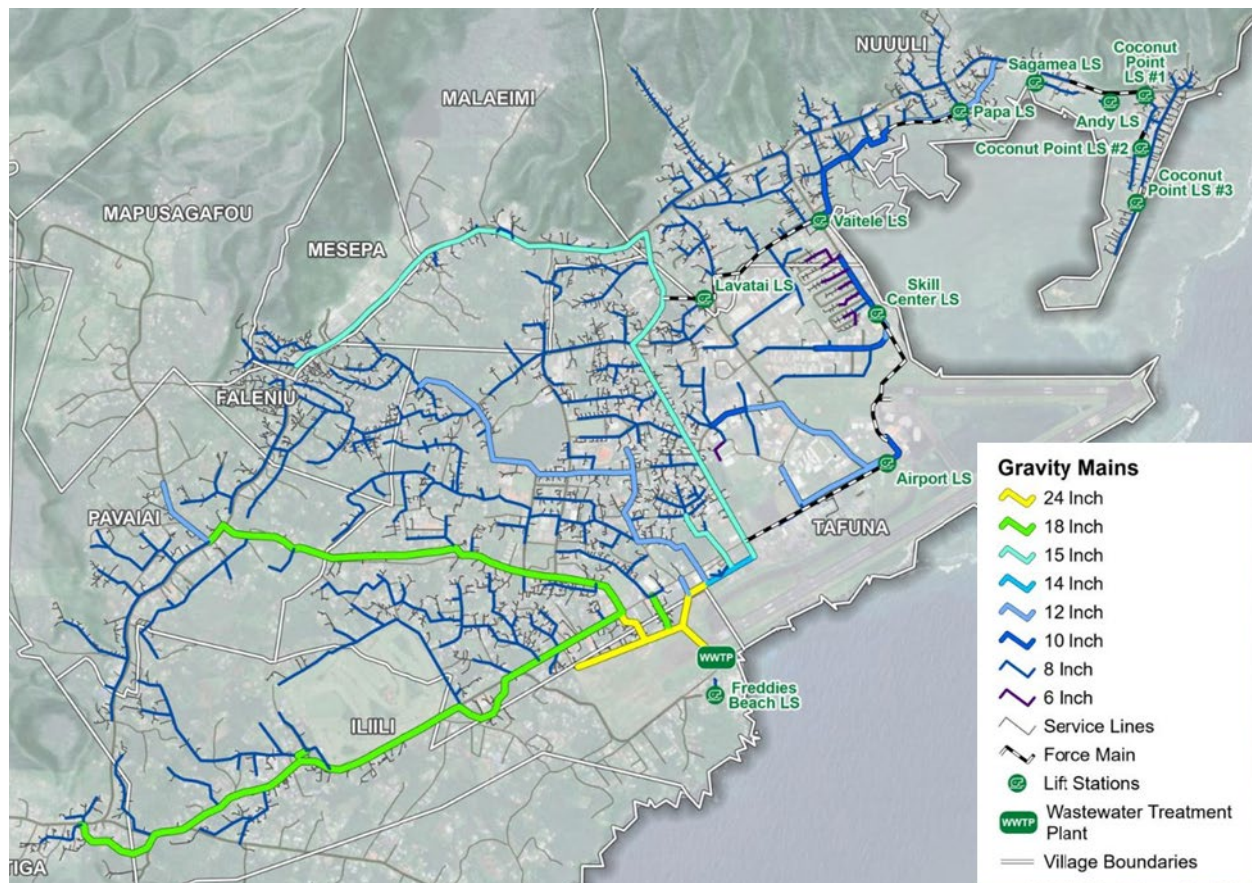 NUUULI
Sagamea LS
Coconut
Point
LS #1
MALAEIMI
Papa LS
Andy LS
Coconut Point LS #2
Coconut
Point LS #3
MAPUSAGAFOU
MESEPA
Vaitele LS
Lavatai LS
Skill
Center LS
FALENIU
Airport LS
PAVAIAI
TAFUNA
WWTP
Freddies
Beach LS
ILIILI
TIGA
Gravity Mains
24 Inch
18 Inch
15 Inch
14 Inch
12 Inch
10 Inch
8 Inch
6 Inch
Service Lines
Force Main
Lift Stations
WWTP
Wastewater Treatment
Plant
Village Boundaries